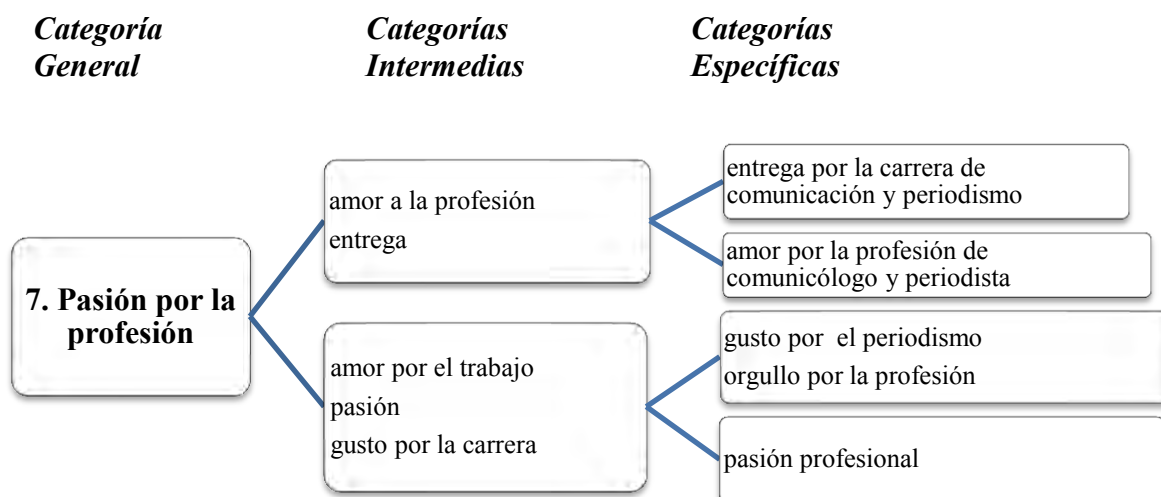 Categoría
General
Categorías
Intermedias
Categorías
Específicas
7. Pasión por la
profesión
amor a la profesión
entrega
amor por el trabajo
pasión
gusto por la carrera
entrega por la carrera de
comunicación y periodismo
amor por la profesión de
comunicólogo y periodista
gusto por el periodismo
orgullo por la profesión
pasión profesional